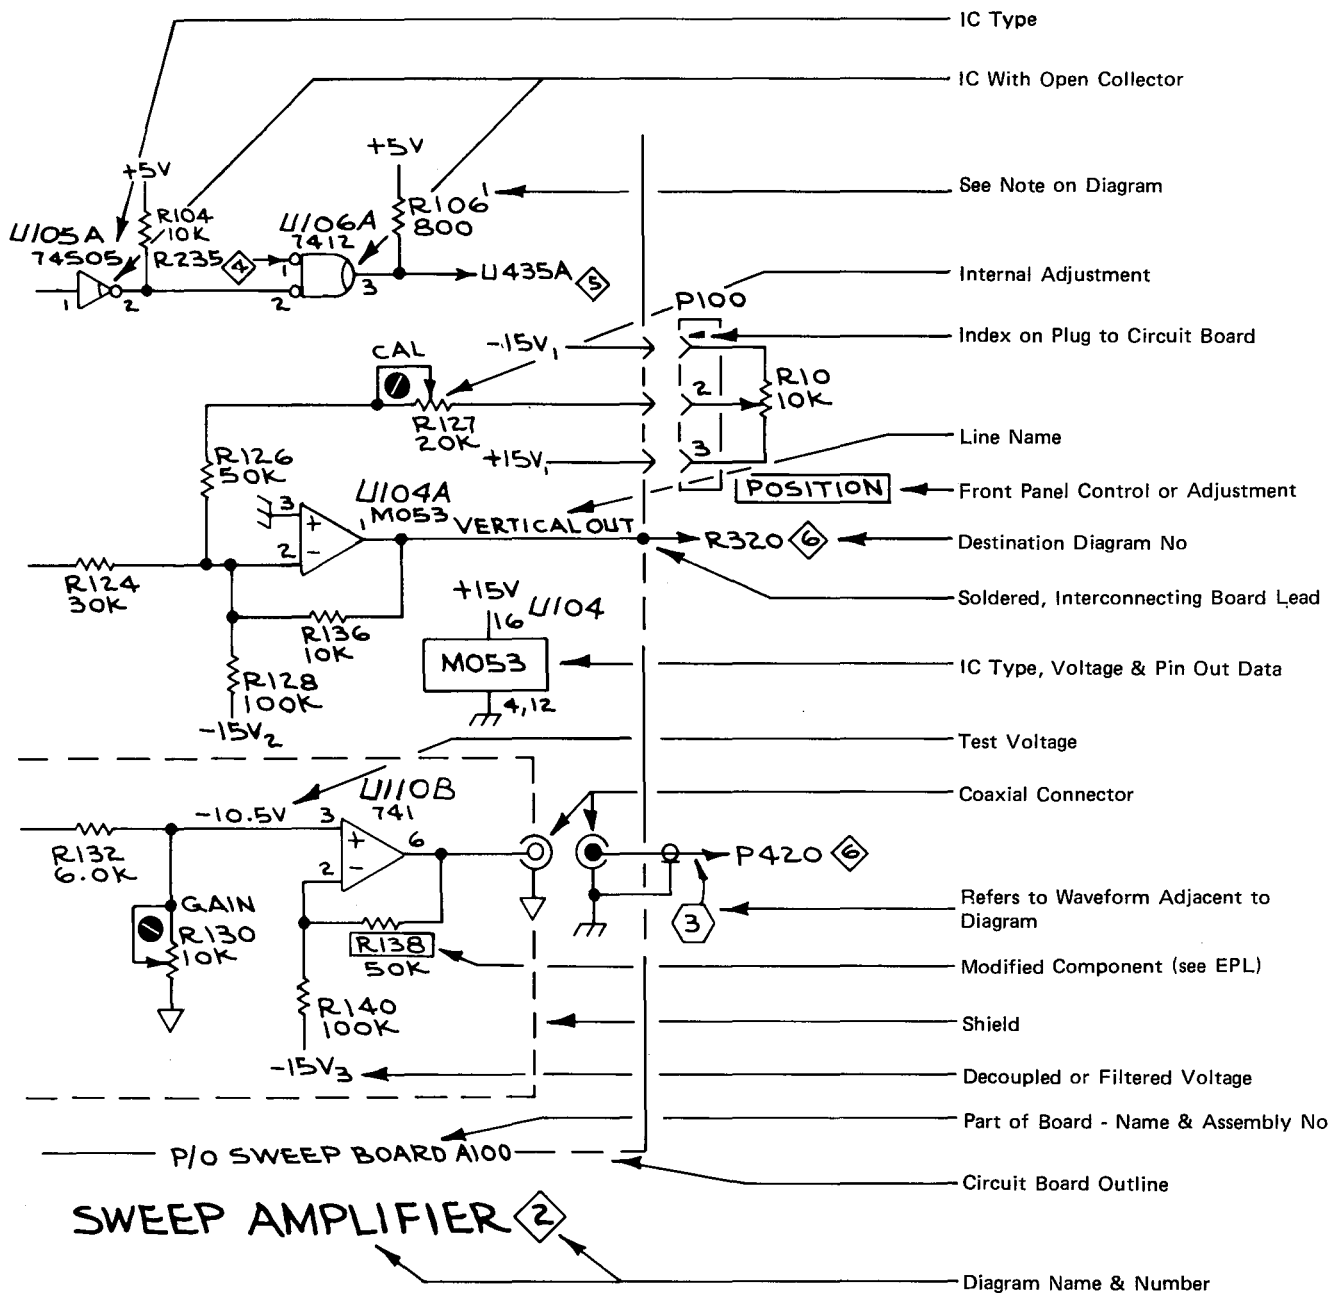 IC Type
IC With Open Collector
+5V
+5V
See Note on Diagram
R106 1
800
R104
10K
U105A
74S05
U106A
7412
R235 4
1
2
1
2
3
U435A 5
Internal Adjustment
P100
-15V1
Index on Plug to Circuit Board
CAL
R10
10K
2
R127
20K
Line Name
+15V1
3
R126
50K
POSITION
Front Panel Control or Adjustment
U104A
M053
3
+
1
VERTICAL OUT
R320 6
Destination Diagram No
2
-
R124
30K
+15V
16
U104
Soldered, Interconnecting Board Lead
R136
10K
M053
IC Type, Voltage & Pin Out Data
R128
100K
4,12
-15V2
Test Voltage
U110B
741
-10.5V
3
+
6
Coaxial Connector
R132
6.0K
2
-
P420 6
GAIN
R130
10K
3
Refers to Waveform Adjacent to
Diagram
R138
50K
Modified Component (see EPL)
R140
100K
Shield
-15V3
Decoupled or Filtered Voltage
Part of Board - Name & Assembly No
P/O SWEEP BOARD A100
Circuit Board Outline
SWEEP AMPLIFIER 2
Diagram Name & Number